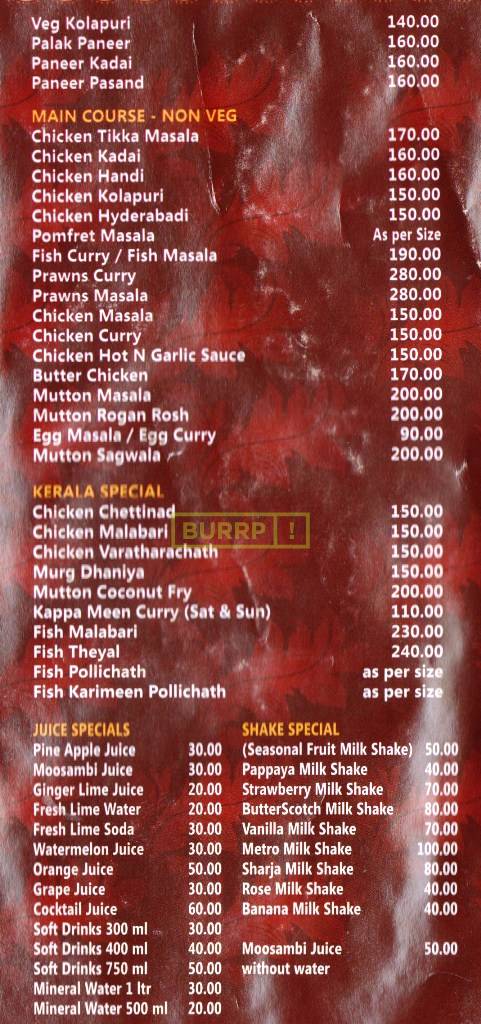 Veg Kolapuri 140.00
Palak Paneer 160.00
Paneer Kadai 160.00
Paneer Pasand 160.00
MAIN COURSE - NON VEG
Chicken Tikka Masala 170.00
Chicken Kadai 160.00
Chicken Handi 160.00
Chicken Kolapuri 150.00
Chicken Hyderabadi 150.00
Pomfret Masala As per Size
Fish Curry / Fish Masala 190.00
Prawns Curry 280.00
Prawns Masala 280.00
Chicken Masala 150.00
Chicken Curry 150.00
Chicken Hot N Garlic Sauce 150.00
Butter Chicken 170.00
Mutton Masala 200.00
Mutton Rogan Rosh 200.00
Egg Masala / Egg Curry 90.00
Mutton Sagwala 200.00
KERALA SPECIAL
Chicken Chettinad 150.00
Chicken Malabari 150.00
BURRP!
Chicken Varatharachath 150.00
Murg Dhaniya 150.00
Mutton Coconut Fry 200.00
Kappa Meen Curry (Sat & Sun) 110.00
Fish Malabari 230.00
Fish Theyal 240.00
Fish Pollichath as per size
Fish Karimeen Pollichath as per size
JUICE SPECIALS
Pine Apple Juice 30.00
Moosambi Juice 30.00
Ginger Lime Juice 20.00
Fresh Lime Water 20.00
Fresh Lime Soda 30.00
Watermelon Juice 30.00
Orange Juice 50.00
Grape Juice 30.00
Cocktail Juice 60.00
Soft Drinks 300 ml 30.00
Soft Drinks 400 ml 40.00
Soft Drinks 750 ml 50.00
Mineral Water 1 ltr 30.00
Mineral Water 500 ml 20.00
SHAKE SPECIAL
(Seasonal Fruit Milk Shake) 50.00
Pappaya Milk Shake 40.00
Strawberry Milk Shake 70.00
ButterScotch Milk Shake 80.00
Vanilla Milk Shake 70.00
Metro Milk Shake 100.00
Sharja Milk Shake 80.00
Rose Milk Shake 40.00
Banana Milk Shake 40.00
Moosambi Juice 50.00
without water